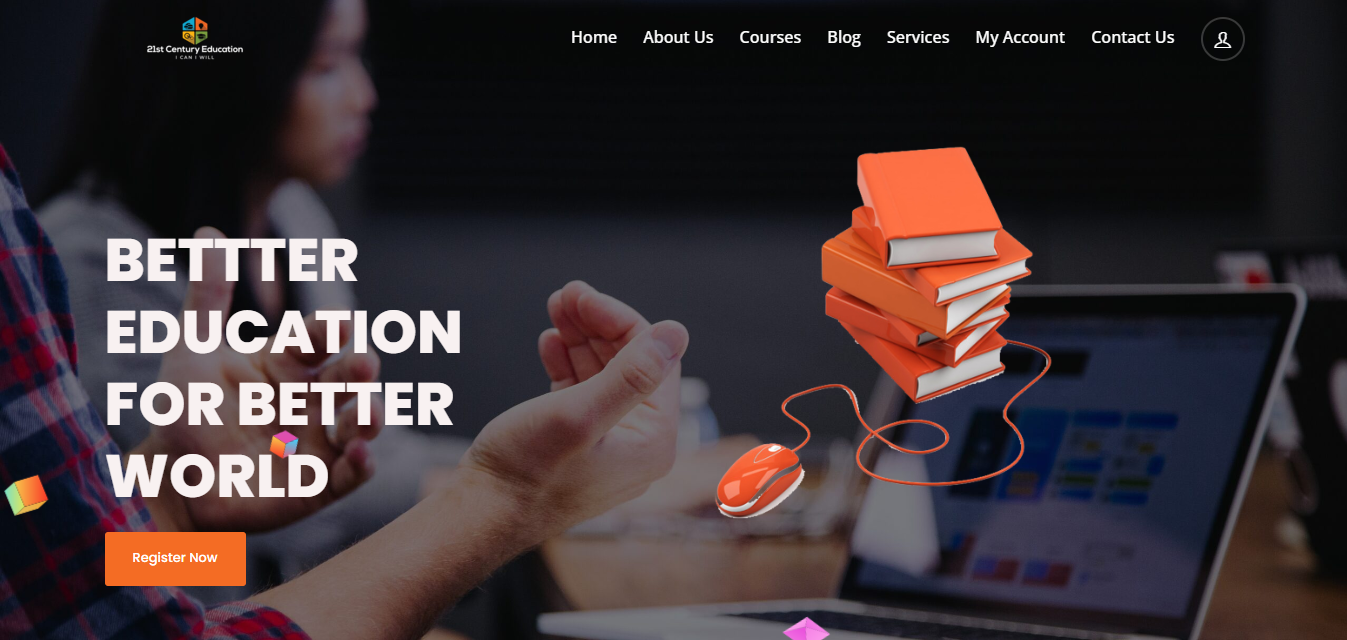 21st Century Education
I CAN I WILL
Home About Us Courses Blog Services My Account Contact Us
BETTTER
EDUCATION
FOR BETTER
WORLD
Register Now